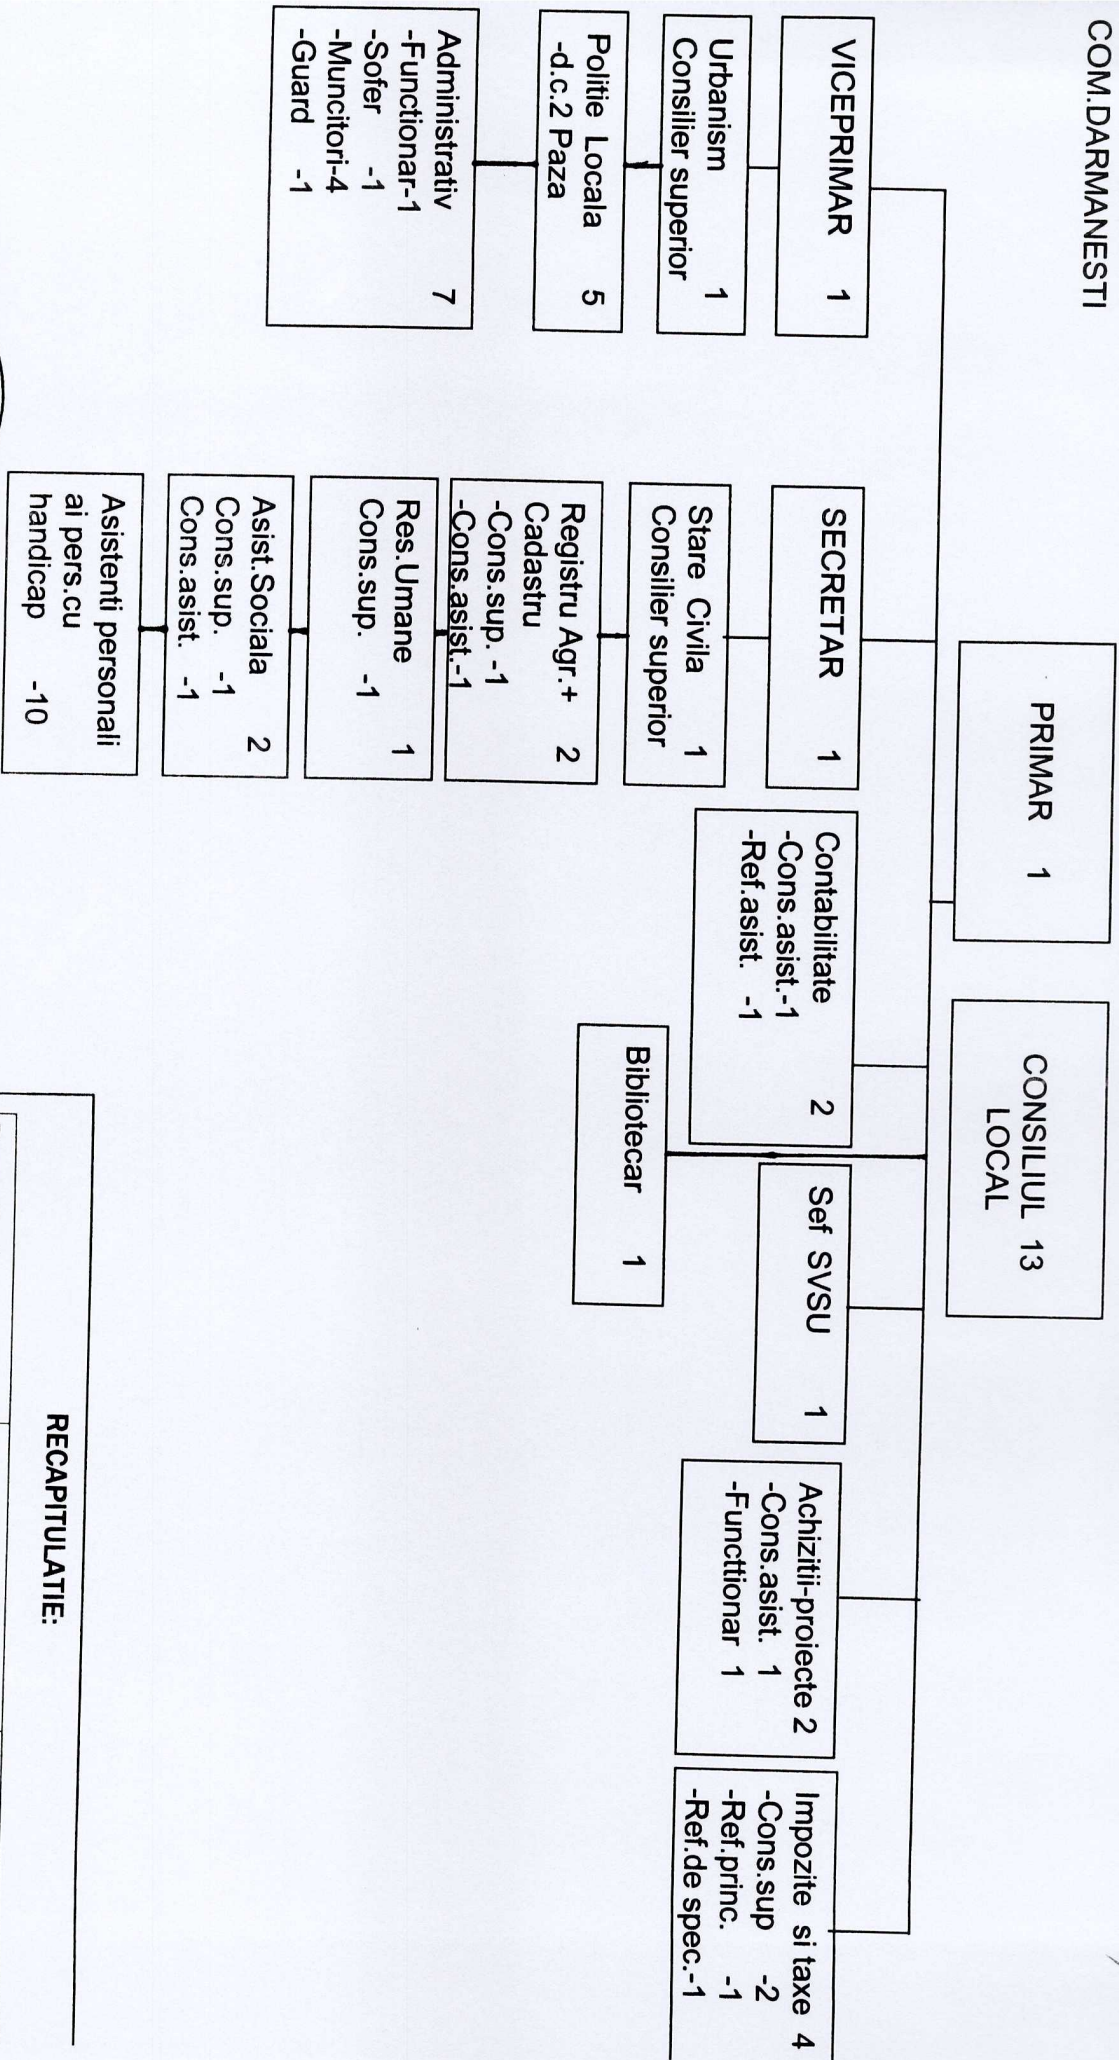 COM.DARMANESTI
PRIMAR 1
CONSILIUL 13
LOCAL
VICEPRIMAR 1
Urbanism 1
Consilier superior
Politie Locala 5
-d.c.2 Paza
Administrativ 7
-Functionar-1
-Sofer -1
-Muncitori-4
-Guard -1
SECRETAR 1
Stare Civila 1
Consilier superior
Registru Agr.+ 2
Cadastru
-Cons.sup. -1
-Cons.asist.-1
Res.Umane 1
Cons.sup. -1
Asist.Sociala 2
Cons.sup. -1
Cons.asist. -1
Asistenti personali
ai pers.cu
handicap -10
Contabilitate 2
-Cons.asist.-1
-Ref.asist. -1
Bibliotecar 1
Sef SVSU 1
Achizitii-proiecte 2
-Cons.asist. 1
-Functtionar 1
Impozite si taxe 4
-Cons.sup -2
-Ref.princ. -1
-Ref.de spec.-1
RECAPITULATIE: